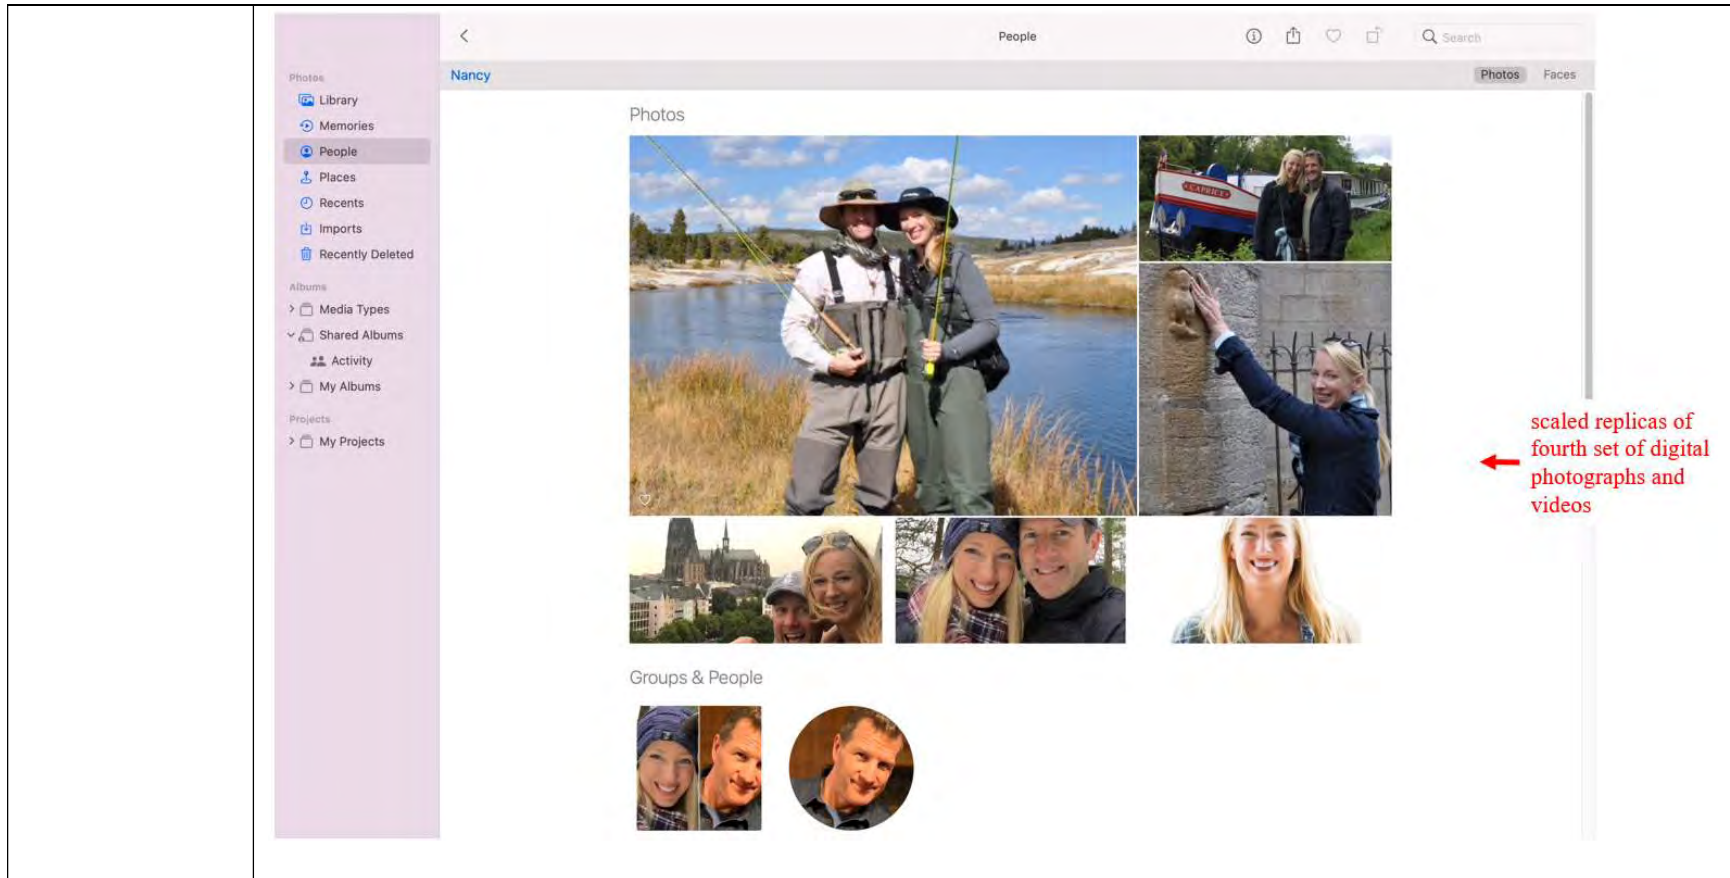 People
Search
Nancy
Photos
Faces
Photos
Library
Memories
People
Places
Recents
Imports
Recently Deleted
Albums
Media Types
Shared Albums
Activity
My Albums
Projects
My Projects
Photos
CAPRICE
Groups & People
scaled replicas of
fourth set of digital
photographs and
videos